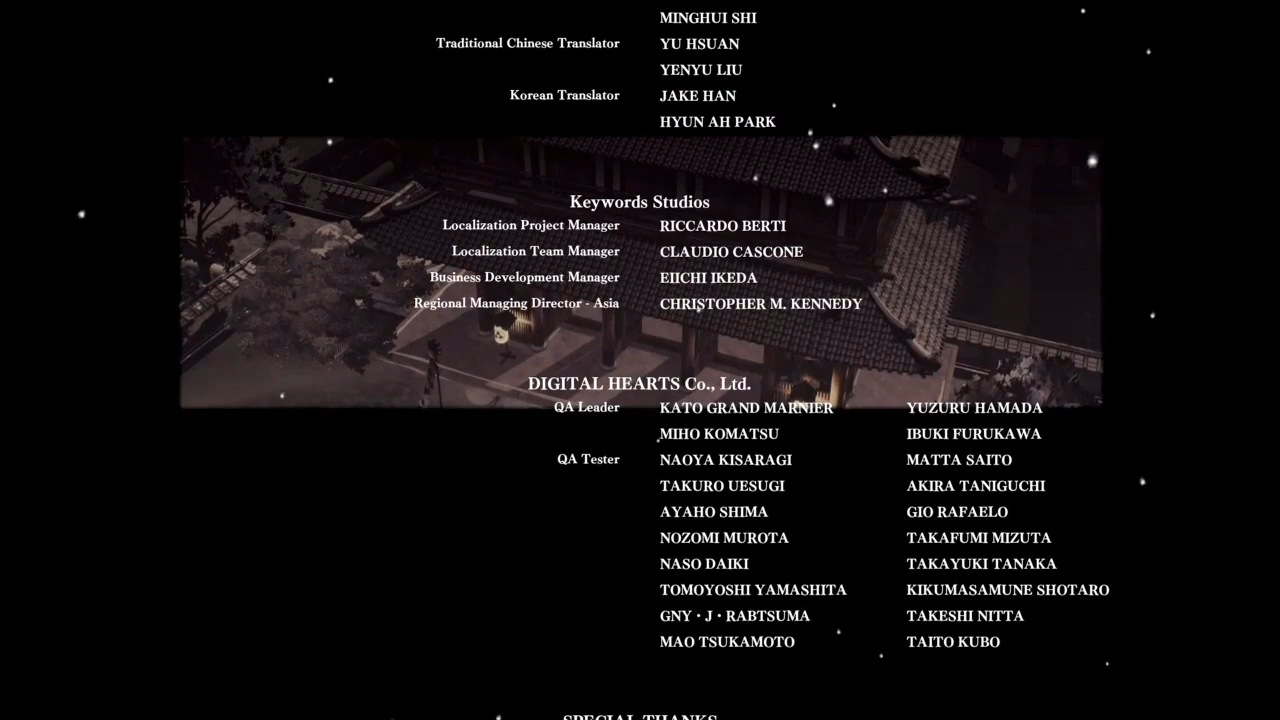 MINGHUI SHI
Traditional Chinese Translator YU HSUAN
YENYU LIU
Korean Translator JAKE HAN
HYUN AH PARK
Keywords Studios
Localization Project Manager RICCARDO BERTI
Localization Team Manager CLAUDIO CASCONE
Business Development Manager EIICHI IKEDA
Regional Managing Director - Asia CHRISTOPHER M. KENNEDY
DIGITAL HEARTS Co., Ltd.
QA Leader KATO GRAND MARNIER YUZURU HAMADA
MIHO KOMATSU IBUKI FURUKAWA
QA Tester NAOYA KISARAGI MATTA SAITO
TAKURO UESUGI AKIRA TANIGUCHI
AYAHO SHIMA GIO RAFAELO
NOZOMI MUROTA TAKAFUMI MIZUTA
NASO DAIKI TAKAYUKI TANAKA
TOMOYOSHI YAMASHITA KIKUMASAMUNE SHOTARO
GNY・J・RABTSUMA TAKESHI NITTA
MAO TSUKAMOTO TAITO KUBO
SPECIAL THANKS